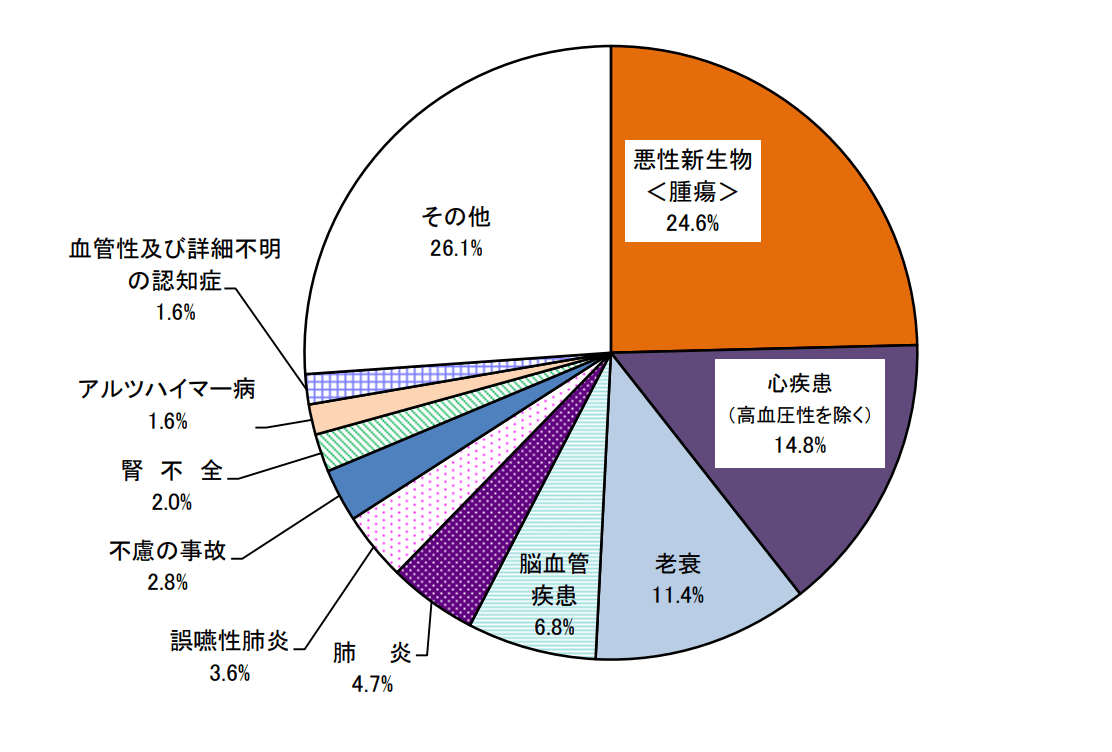 悪性新生物
＜腫瘍＞
24.6%
心疾患
（高血圧性を除く）
14.8%
老衰
11.4%
脳血管
疾患
6.8%
肺　炎
4.7%
誤嚥性肺炎
3.6%
不慮の事故
2.8%
腎 不 全
2.0%
アルツハイマー病
1.6%
血管性及び詳細不明
の認知症
1.6%
その他
26.1%